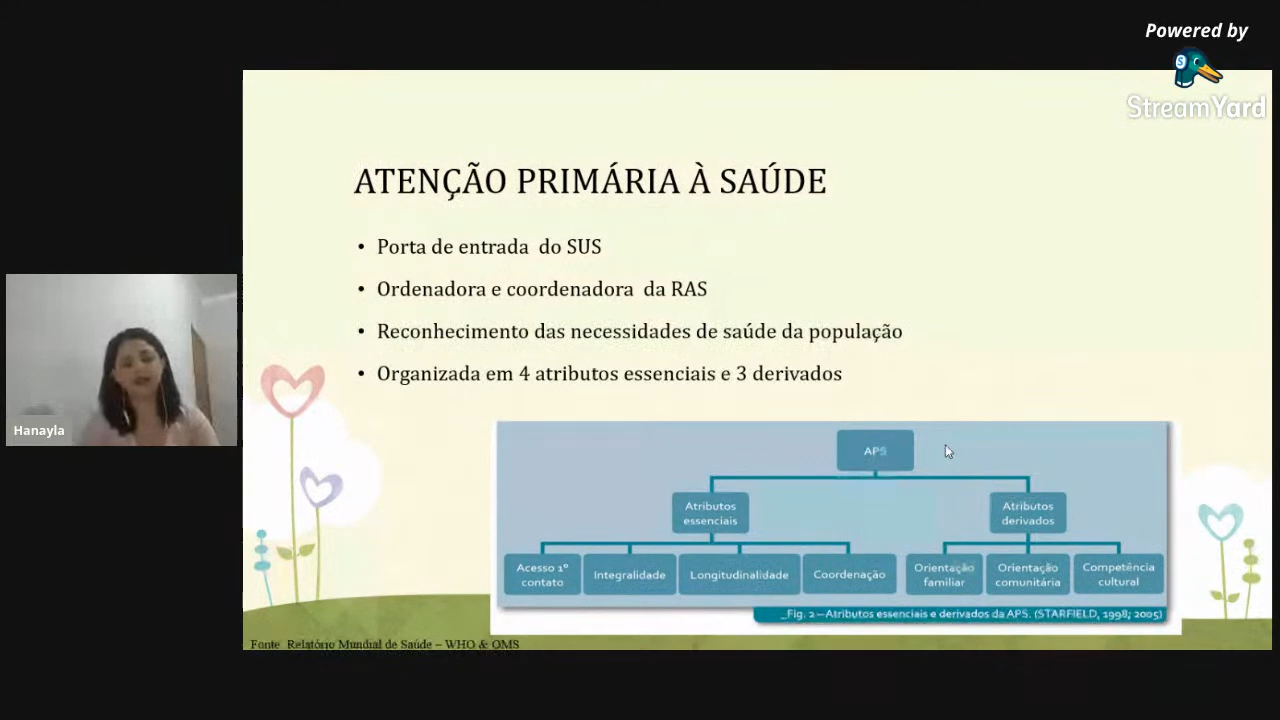 Powered by
StreamYard
ATENÇÃO PRIMÁRIA À SAÚDE
• Porta de entrada do SUS
• Ordenadora e coordenadora da RAS
• Reconhecimento das necessidades de saúde da população
• Organizada em 4 atributos essenciais e 3 derivados
Hanayla
APS
Atributos
essenciais
Atributos
derivados
Acesso 1º
contato
Integralidade
Longitudinalidade
Coordenação
Orientação
familiar
Orientação
comunitária
Competência
cultural
_Fig. 2 – Atributos essenciais e derivados da APS. (STARFIELD, 1998; 2005)
Fonte Relatório Mundial de Saúde – WHO & OMS